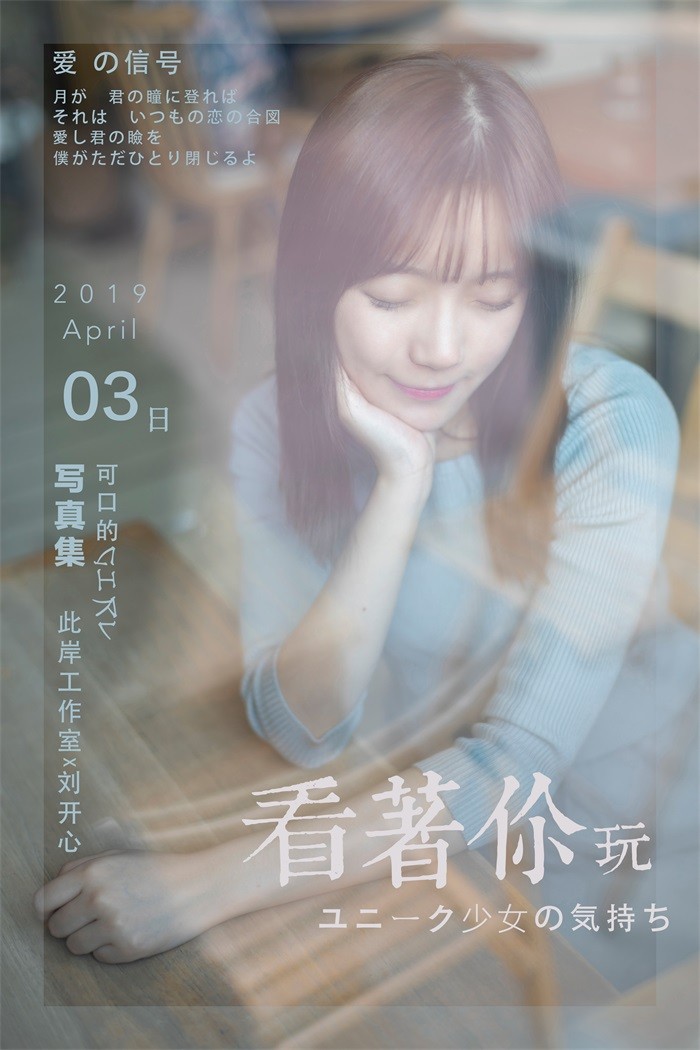 爱 の信号
月が　君の瞳に登れば
それは　いつもの恋の合図
愛し君の瞼を
僕がただひとり閉じるよ
2019
April
03日
写真集
可口的
此岸工作室×刘开心
看著你玩
ユニーク少女の気持ち